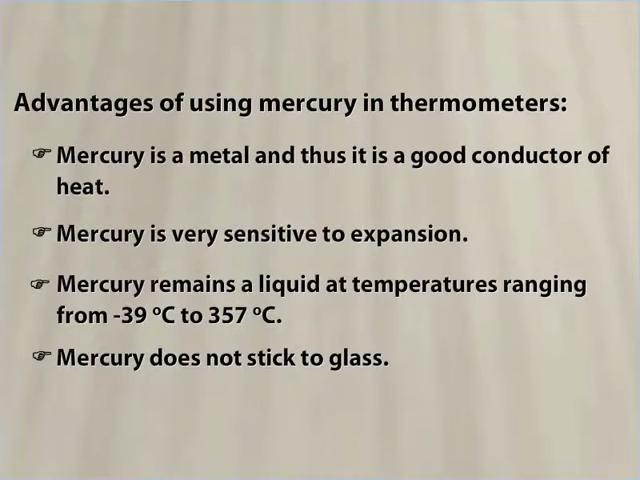 Advantages of using mercury in thermometers:
☞ Mercury is a metal and thus it is a good conductor of
heat.
☞ Mercury is very sensitive to expansion.
☞ Mercury remains a liquid at temperatures ranging
from -39 ºC to 357 ºC.
☞ Mercury does not stick to glass.